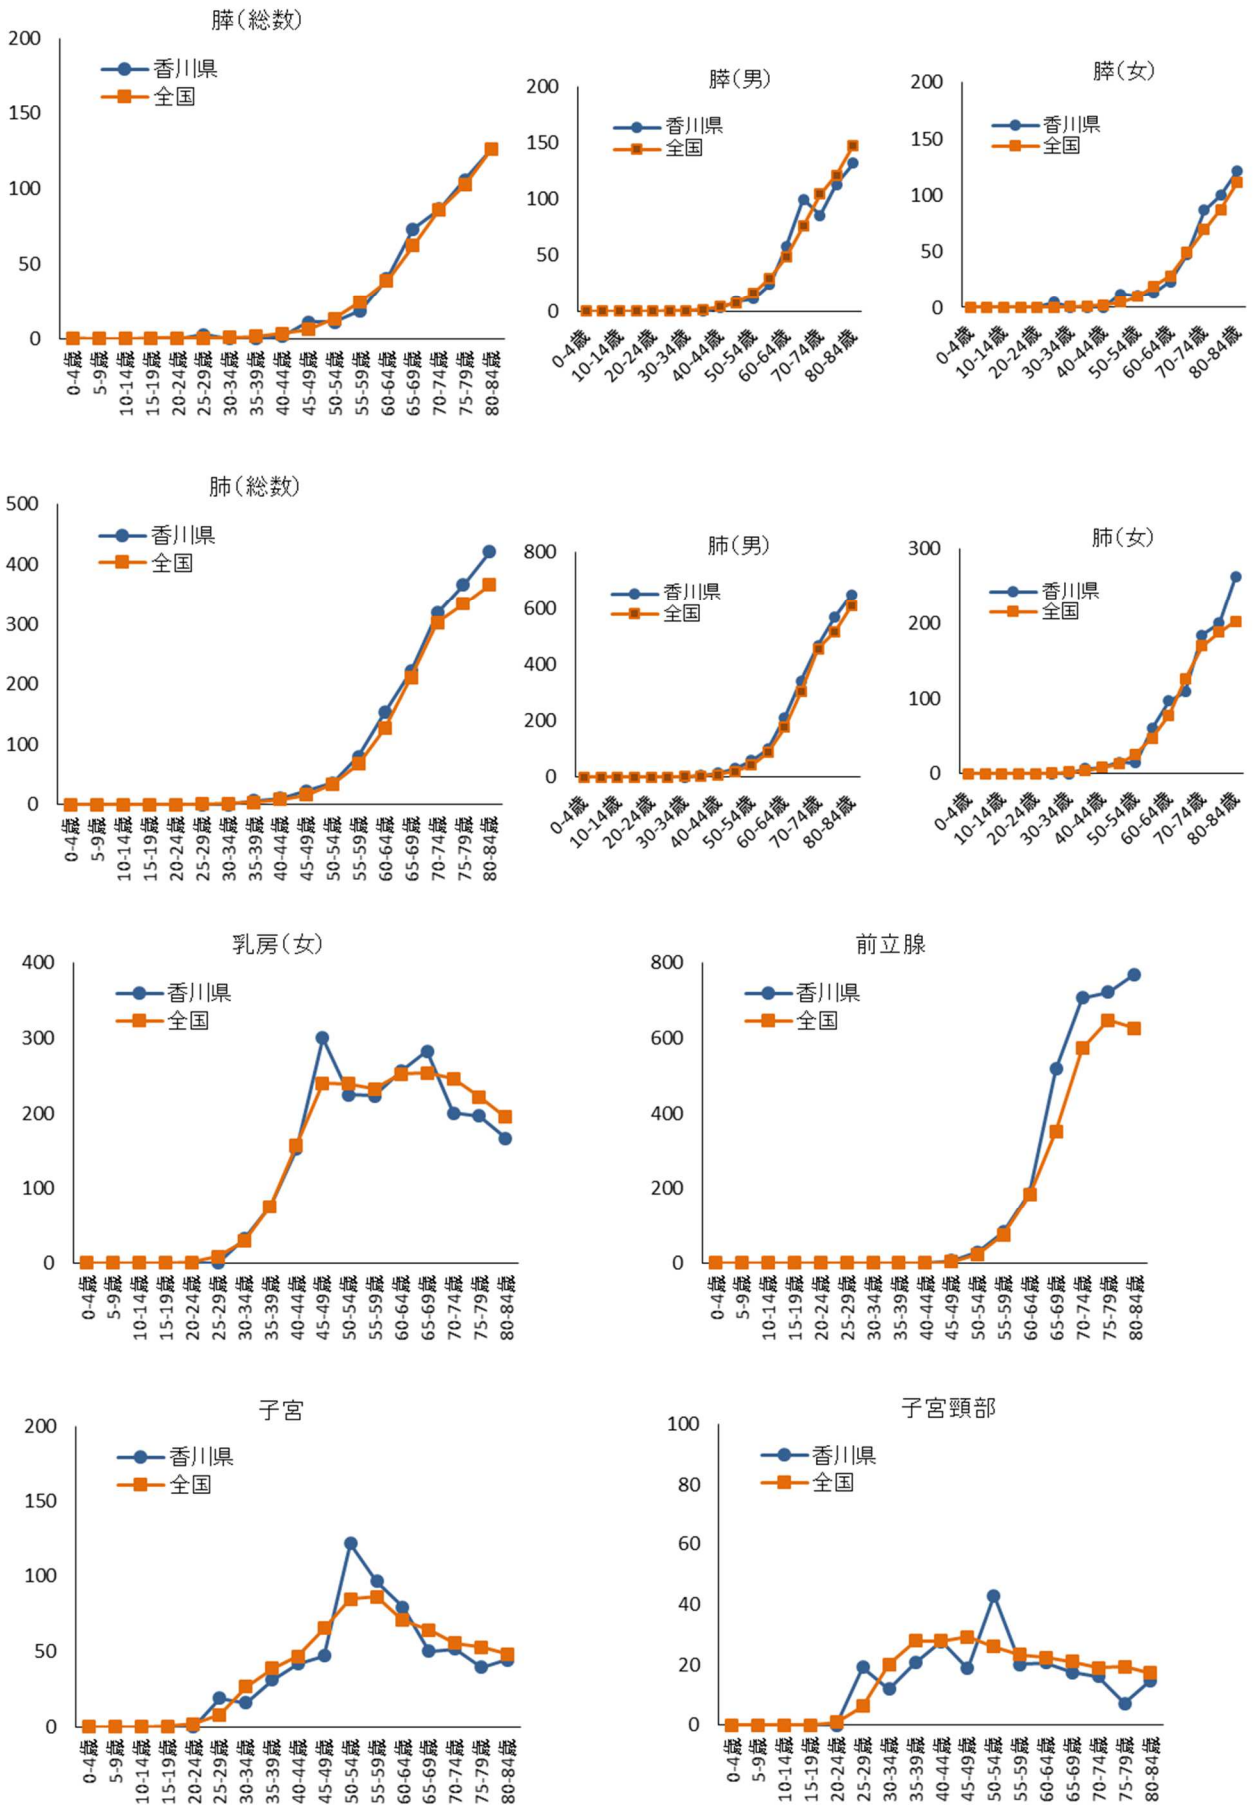 膵（総数）
200
150
100
50
0
香川県
全国
0-4歳
5-9歳
10-14歳
15-19歳
20-24歳
25-29歳
30-34歳
35-39歳
40-44歳
45-49歳
50-54歳
55-59歳
60-64歳
65-69歳
70-74歳
75-79歳
80-84歳
膵（男）
200
150
100
50
0
香川県
全国
0-4歳
10-14歳
20-24歳
30-34歳
40-44歳
50-54歳
60-64歳
70-74歳
80-84歳
膵（女）
200
150
100
50
0
香川県
全国
0-4歳
10-14歳
20-24歳
30-34歳
40-44歳
50-54歳
60-64歳
70-74歳
80-84歳
肺（総数）
500
400
300
200
100
0
香川県
全国
0-4歳
5-9歳
10-14歳
15-19歳
20-24歳
25-29歳
30-34歳
35-39歳
40-44歳
45-49歳
50-54歳
55-59歳
60-64歳
65-69歳
70-74歳
75-79歳
80-84歳
肺（男）
800
600
400
200
0
香川県
全国
0-4歳
10-14歳
20-24歳
30-34歳
40-44歳
50-54歳
60-64歳
70-74歳
80-84歳
肺（女）
300
200
100
0
香川県
全国
0-4歳
10-14歳
20-24歳
30-34歳
40-44歳
50-54歳
60-64歳
70-74歳
80-84歳
乳房（女）
400
300
200
100
0
香川県
全国
0-4歳
5-9歳
10-14歳
15-19歳
20-24歳
25-29歳
30-34歳
35-39歳
40-44歳
45-49歳
50-54歳
55-59歳
60-64歳
65-69歳
70-74歳
75-79歳
80-84歳
前立腺
800
600
400
200
0
香川県
全国
0-4歳
5-9歳
10-14歳
15-19歳
20-24歳
25-29歳
30-34歳
35-39歳
40-44歳
45-49歳
50-54歳
55-59歳
60-64歳
65-69歳
70-74歳
75-79歳
80-84歳
子宮
200
150
100
50
0
香川県
全国
0-4歳
5-9歳
10-14歳
15-19歳
20-24歳
25-29歳
30-34歳
35-39歳
40-44歳
45-49歳
50-54歳
55-59歳
60-64歳
65-69歳
70-74歳
75-79歳
80-84歳
子宮頸部
100
80
60
40
20
0
香川県
全国
0-4歳
5-9歳
10-14歳
15-19歳
20-24歳
25-29歳
30-34歳
35-39歳
40-44歳
45-49歳
50-54歳
55-59歳
60-64歳
65-69歳
70-74歳
75-79歳
80-84歳